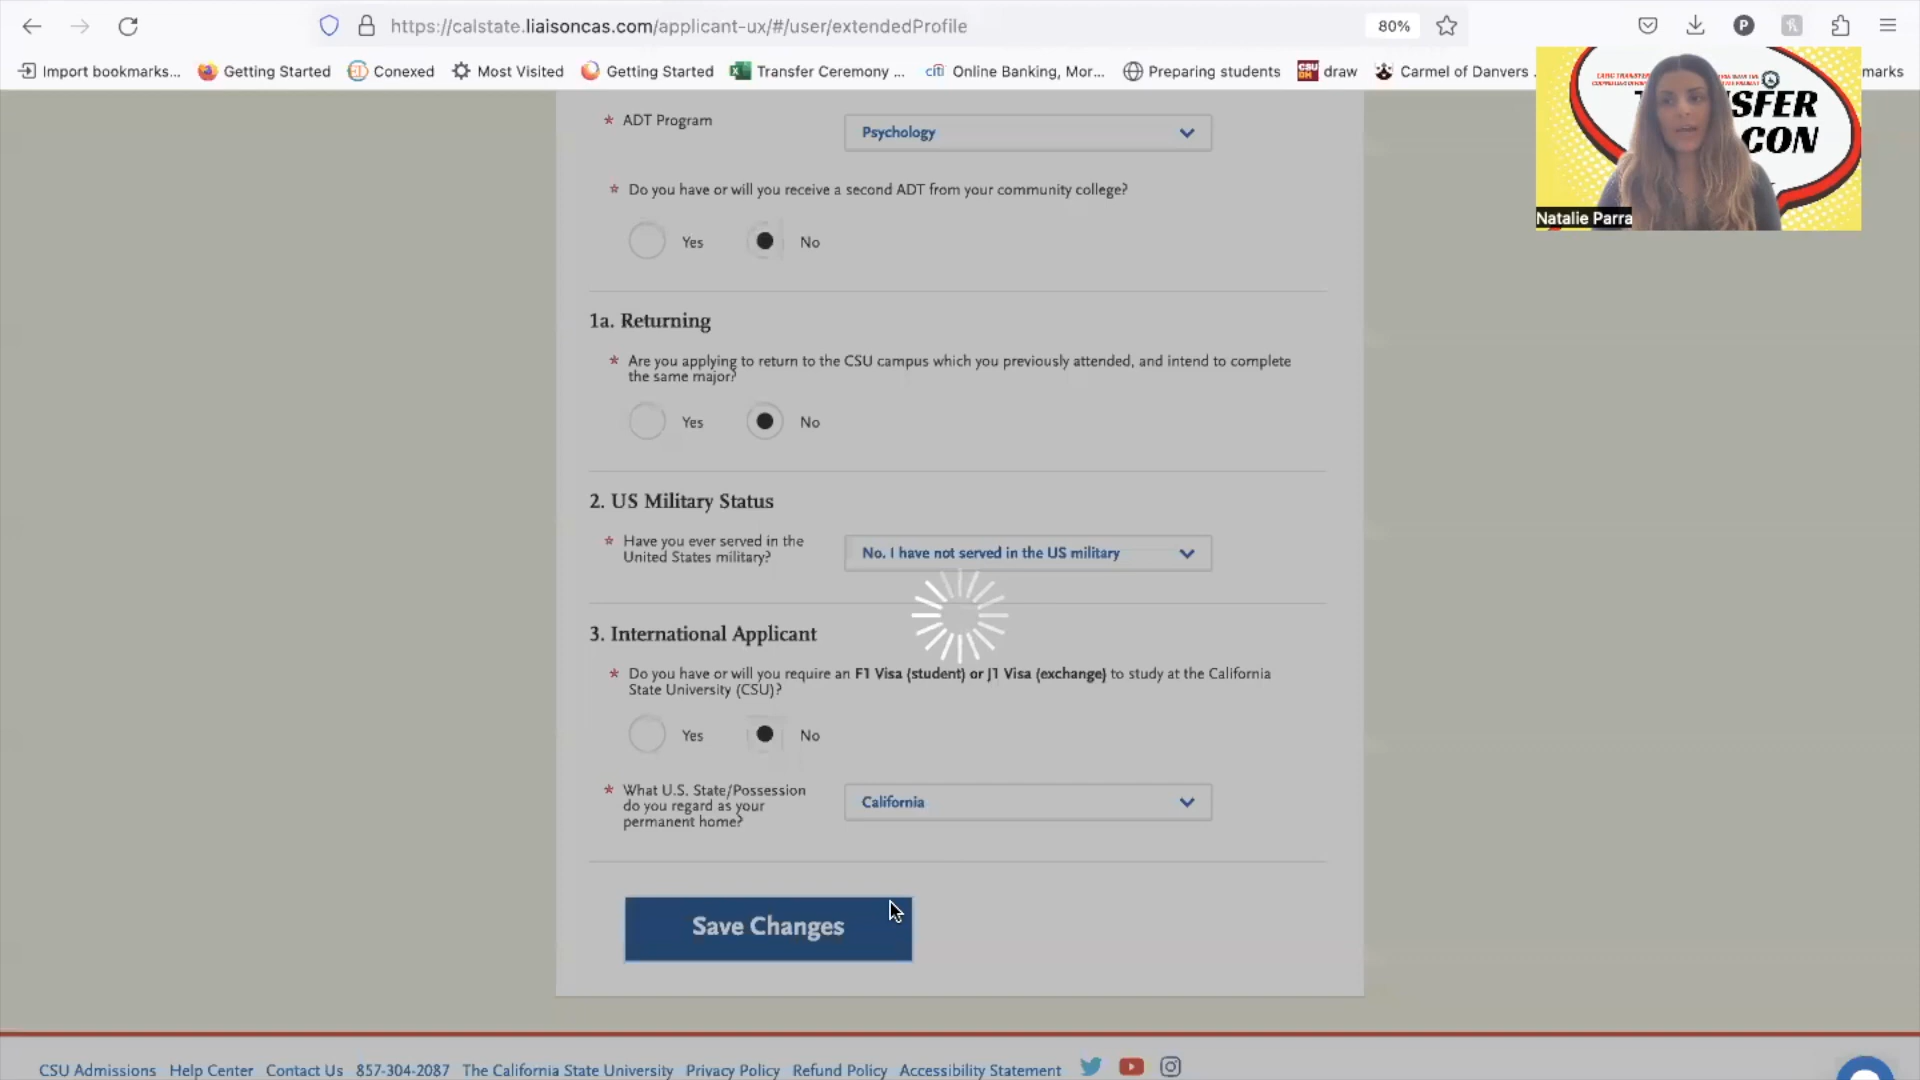 https://calstate.liaisoncas.com/applicant-ux/#/user/extendedProfile
80%
P
Import bookmarks...
Getting Started
Conexed
Most Visited
Getting Started
Transfer Ceremony ...
citi
Online Banking, Mor...
Preparing students
CSU
DH
draw
Carmel of Danvers
marks
SFER
CON
Natalie Parra
* ADT Program
Psychology
* Do you have or will you receive a second ADT from your community college?
Yes
No
1a. Returning
* Are you applying to return to the CSU campus which you previously attended, and intend to complete
the same major?
Yes
No
2. US Military Status
* Have you ever served in the
United States military?
No. I have not served in the US military
3. International Applicant
* Do you have or will you require an F1 Visa (student) or J1 Visa (exchange) to study at the California
State University (CSU)?
Yes
No
* What U.S. State/Possession
do you regard as your
permanent home?
California
Save Changes
CSU Admissions
Help Center
Contact Us
857-304-2087
The California State University
Privacy Policy
Refund Policy
Accessibility Statement